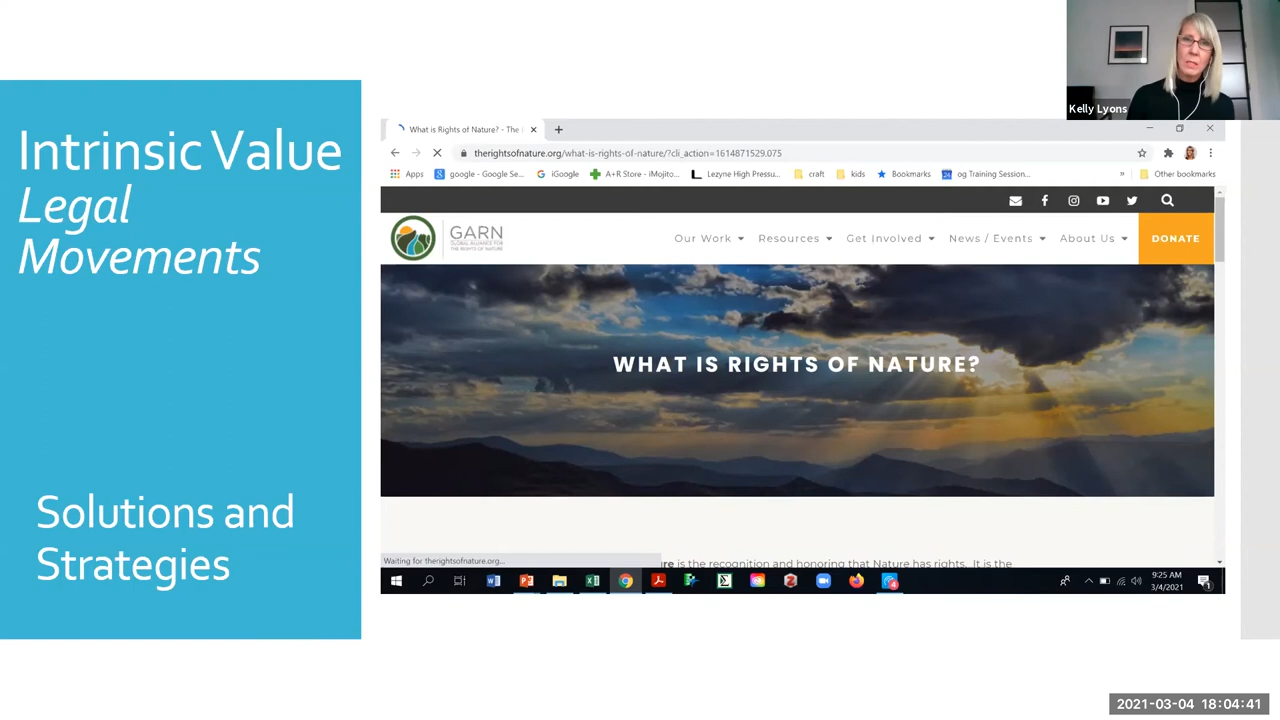 Intrinsic Value
Legal
Movements
Solutions and
Strategies
Kelly Lyons
What is Rights of Nature? - The
therightsofnature.org/what-is-rights-of-nature/?cli_action=1614871529.075
Apps
google - Google Se...
iGoogle
A+R Store - iMojito...
Lezyne High Pressu...
craft
kids
Bookmarks
24
og Training Session...
»
Other bookmarks
GARN
GLOBAL ALLIANCE
FOR THE RIGHTS OF NATURE
Our Work
Resources
Get Involved
News / Events
About Us
DONATE
WHAT IS RIGHTS OF NATURE?
Waiting for therightsofnature.org...
is the recognition and honoring that Nature has rights. It is the
9:25 AM
3/4/2021
2021-03-04 18:04:41